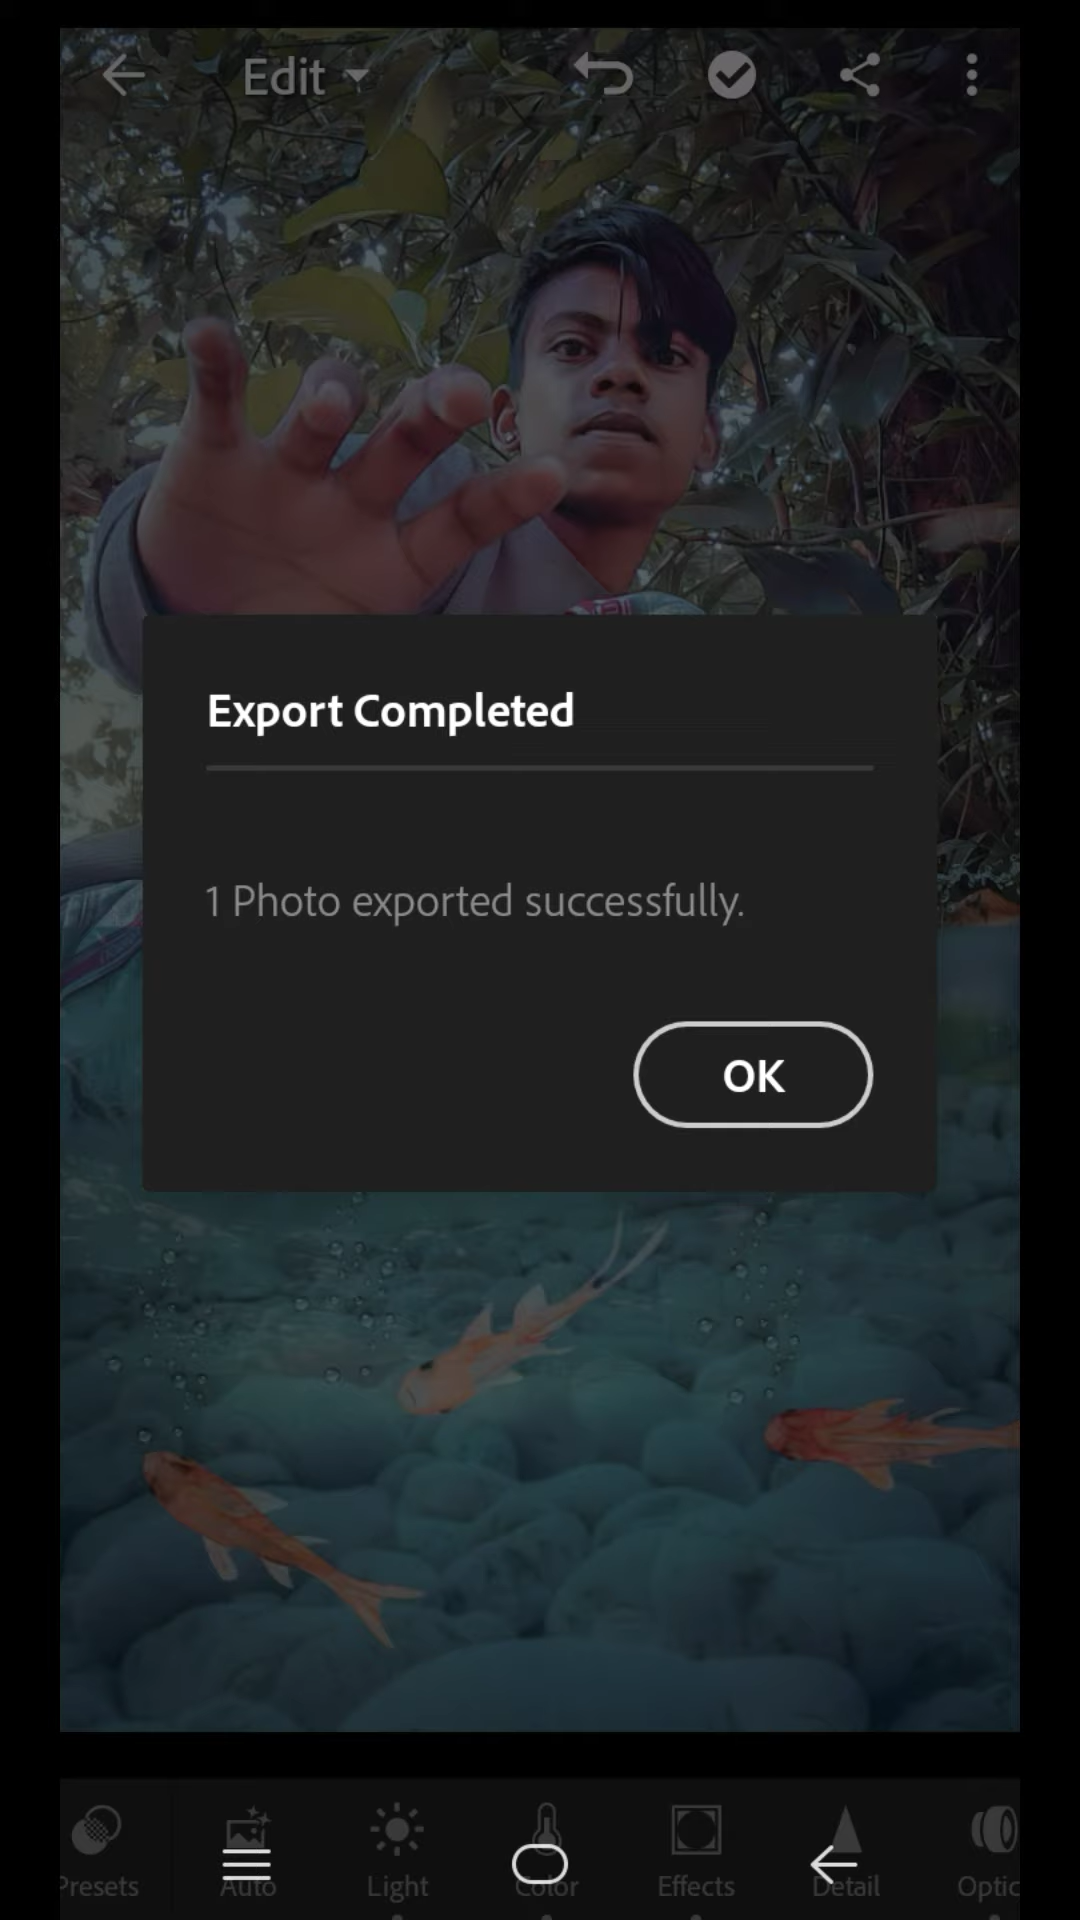 Edit
Export Completed
1 Photo exported successfully.
OK
Presets
Auto
Light
Color
Effects
Detail
Optic